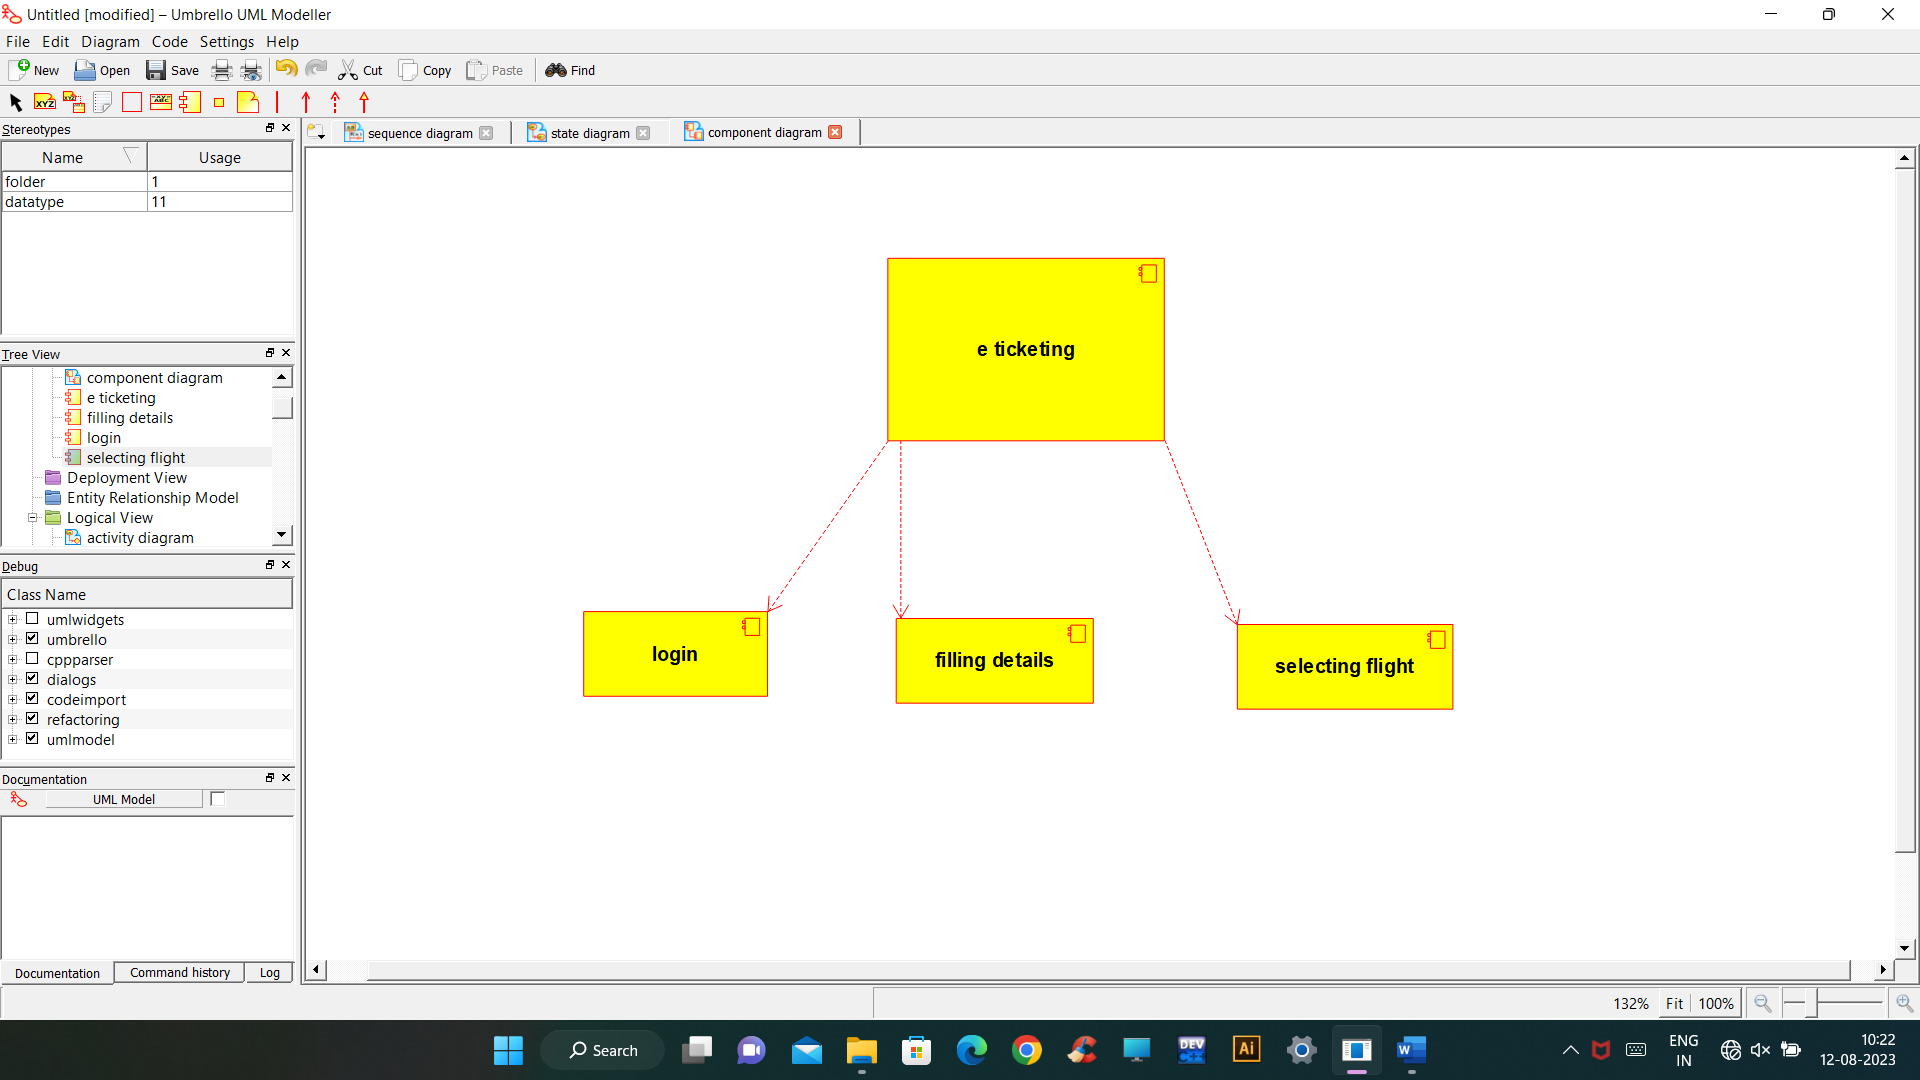 Untitled [modified] – Umbrello UML Modeller
File Edit Diagram Code Settings Help
New Open Save Cut Copy Paste Find
XYZ
Stereotypes
Name Usage
folder 1
datatype 11
Tree View
component diagram
e ticketing
filling details
login
selecting flight
Deployment View
Entity Relationship Model
Logical View
activity diagram
Debug
Class Name
umlwidgets
umbrello
cppparser
dialogs
codeimport
refactoring
umlmodel
Documentation
UML Model
Documentation Command history Log
sequence diagram state diagram component diagram
e ticketing
login
filling details
selecting flight
132% Fit 100%
Search
DEV
C++
Ai
W
ENG
IN
10:22
12-08-2023